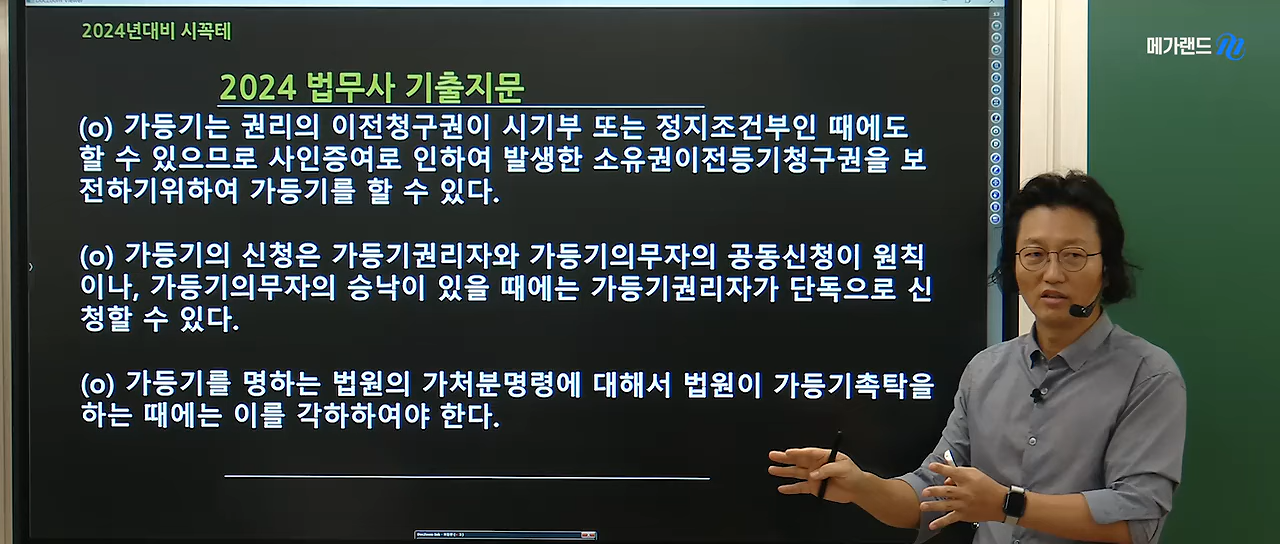 2024년대비 시꼭테
메가랜드
2024 법무사 기출지문
(o) 가등기는 권리의 이전청구권이 시기부 또는 정지조건부인 때에도
할 수 있으므로 사인증여로 인하여 발생한 소유권이전등기청구권을 보
전하기위하여 가등기를 할 수 있다.
(o) 가등기의 신청은 가등기권리자와 가등기의무자의 공동신청이 원칙
이나, 가등기의무자의 승낙이 있을 때에는 가등기권리자가 단독으로 신
청할 수 있다.
(o) 가등기를 명하는 법원의 가처분명령에 대해서 법원이 가등기촉탁을
하는 때에는 이를 각하하여야 한다.